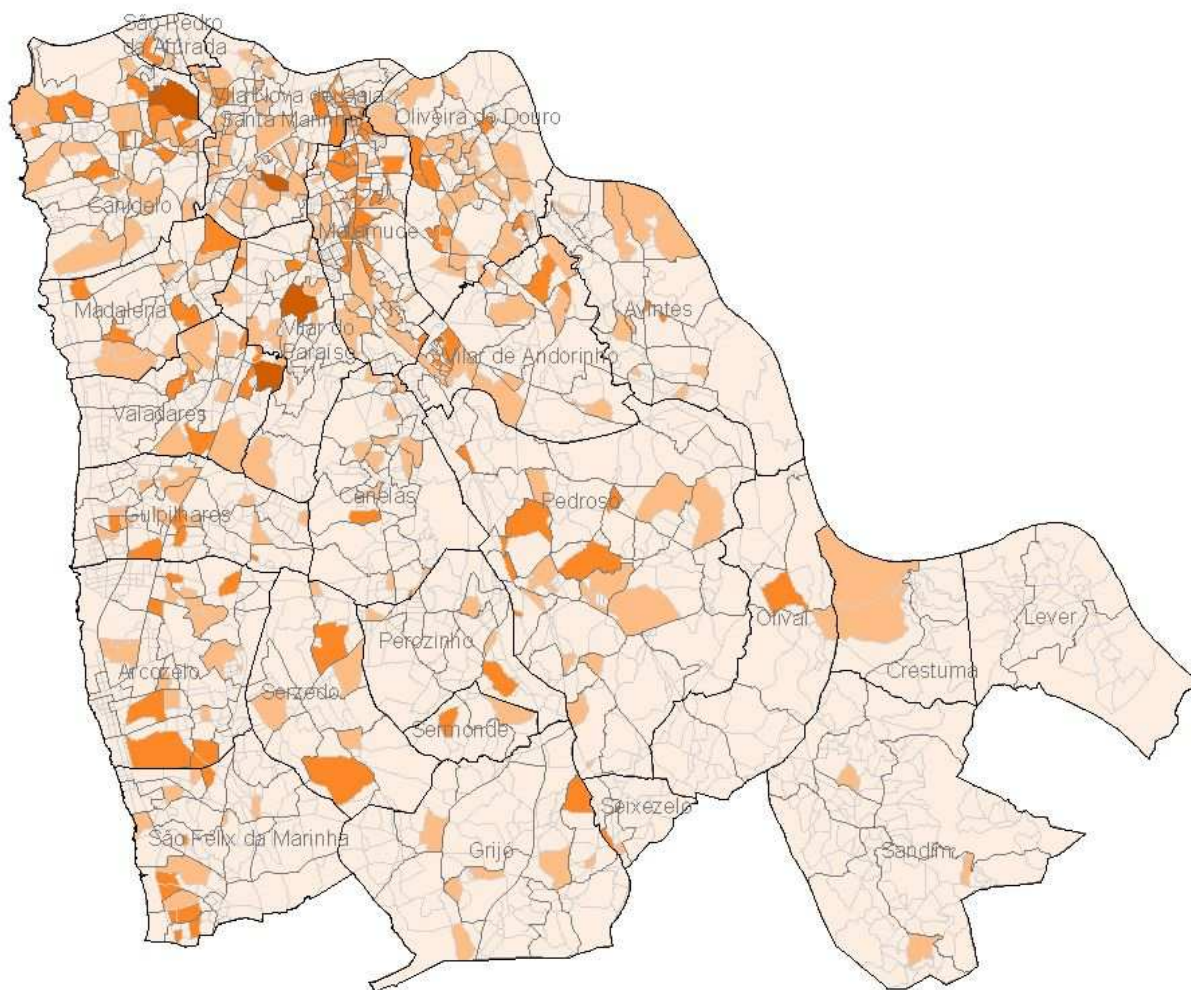 São Pedro
da Afurada
Vila Nova de Gaia
Santa Marinha
Oliveira do Douro
Canidelo
Mafamude
Madalena
Vilar do
Paraíso
Avintes
Vilar de Andorinho
Valadares
Canelas
Pedroso
Gulpilhares
Olival
Lever
Perozinho
Crestuma
Arcozelo
Serzedo
Sermonde
Seixezelo
São Félix da Marinha
Grijó
Sandim